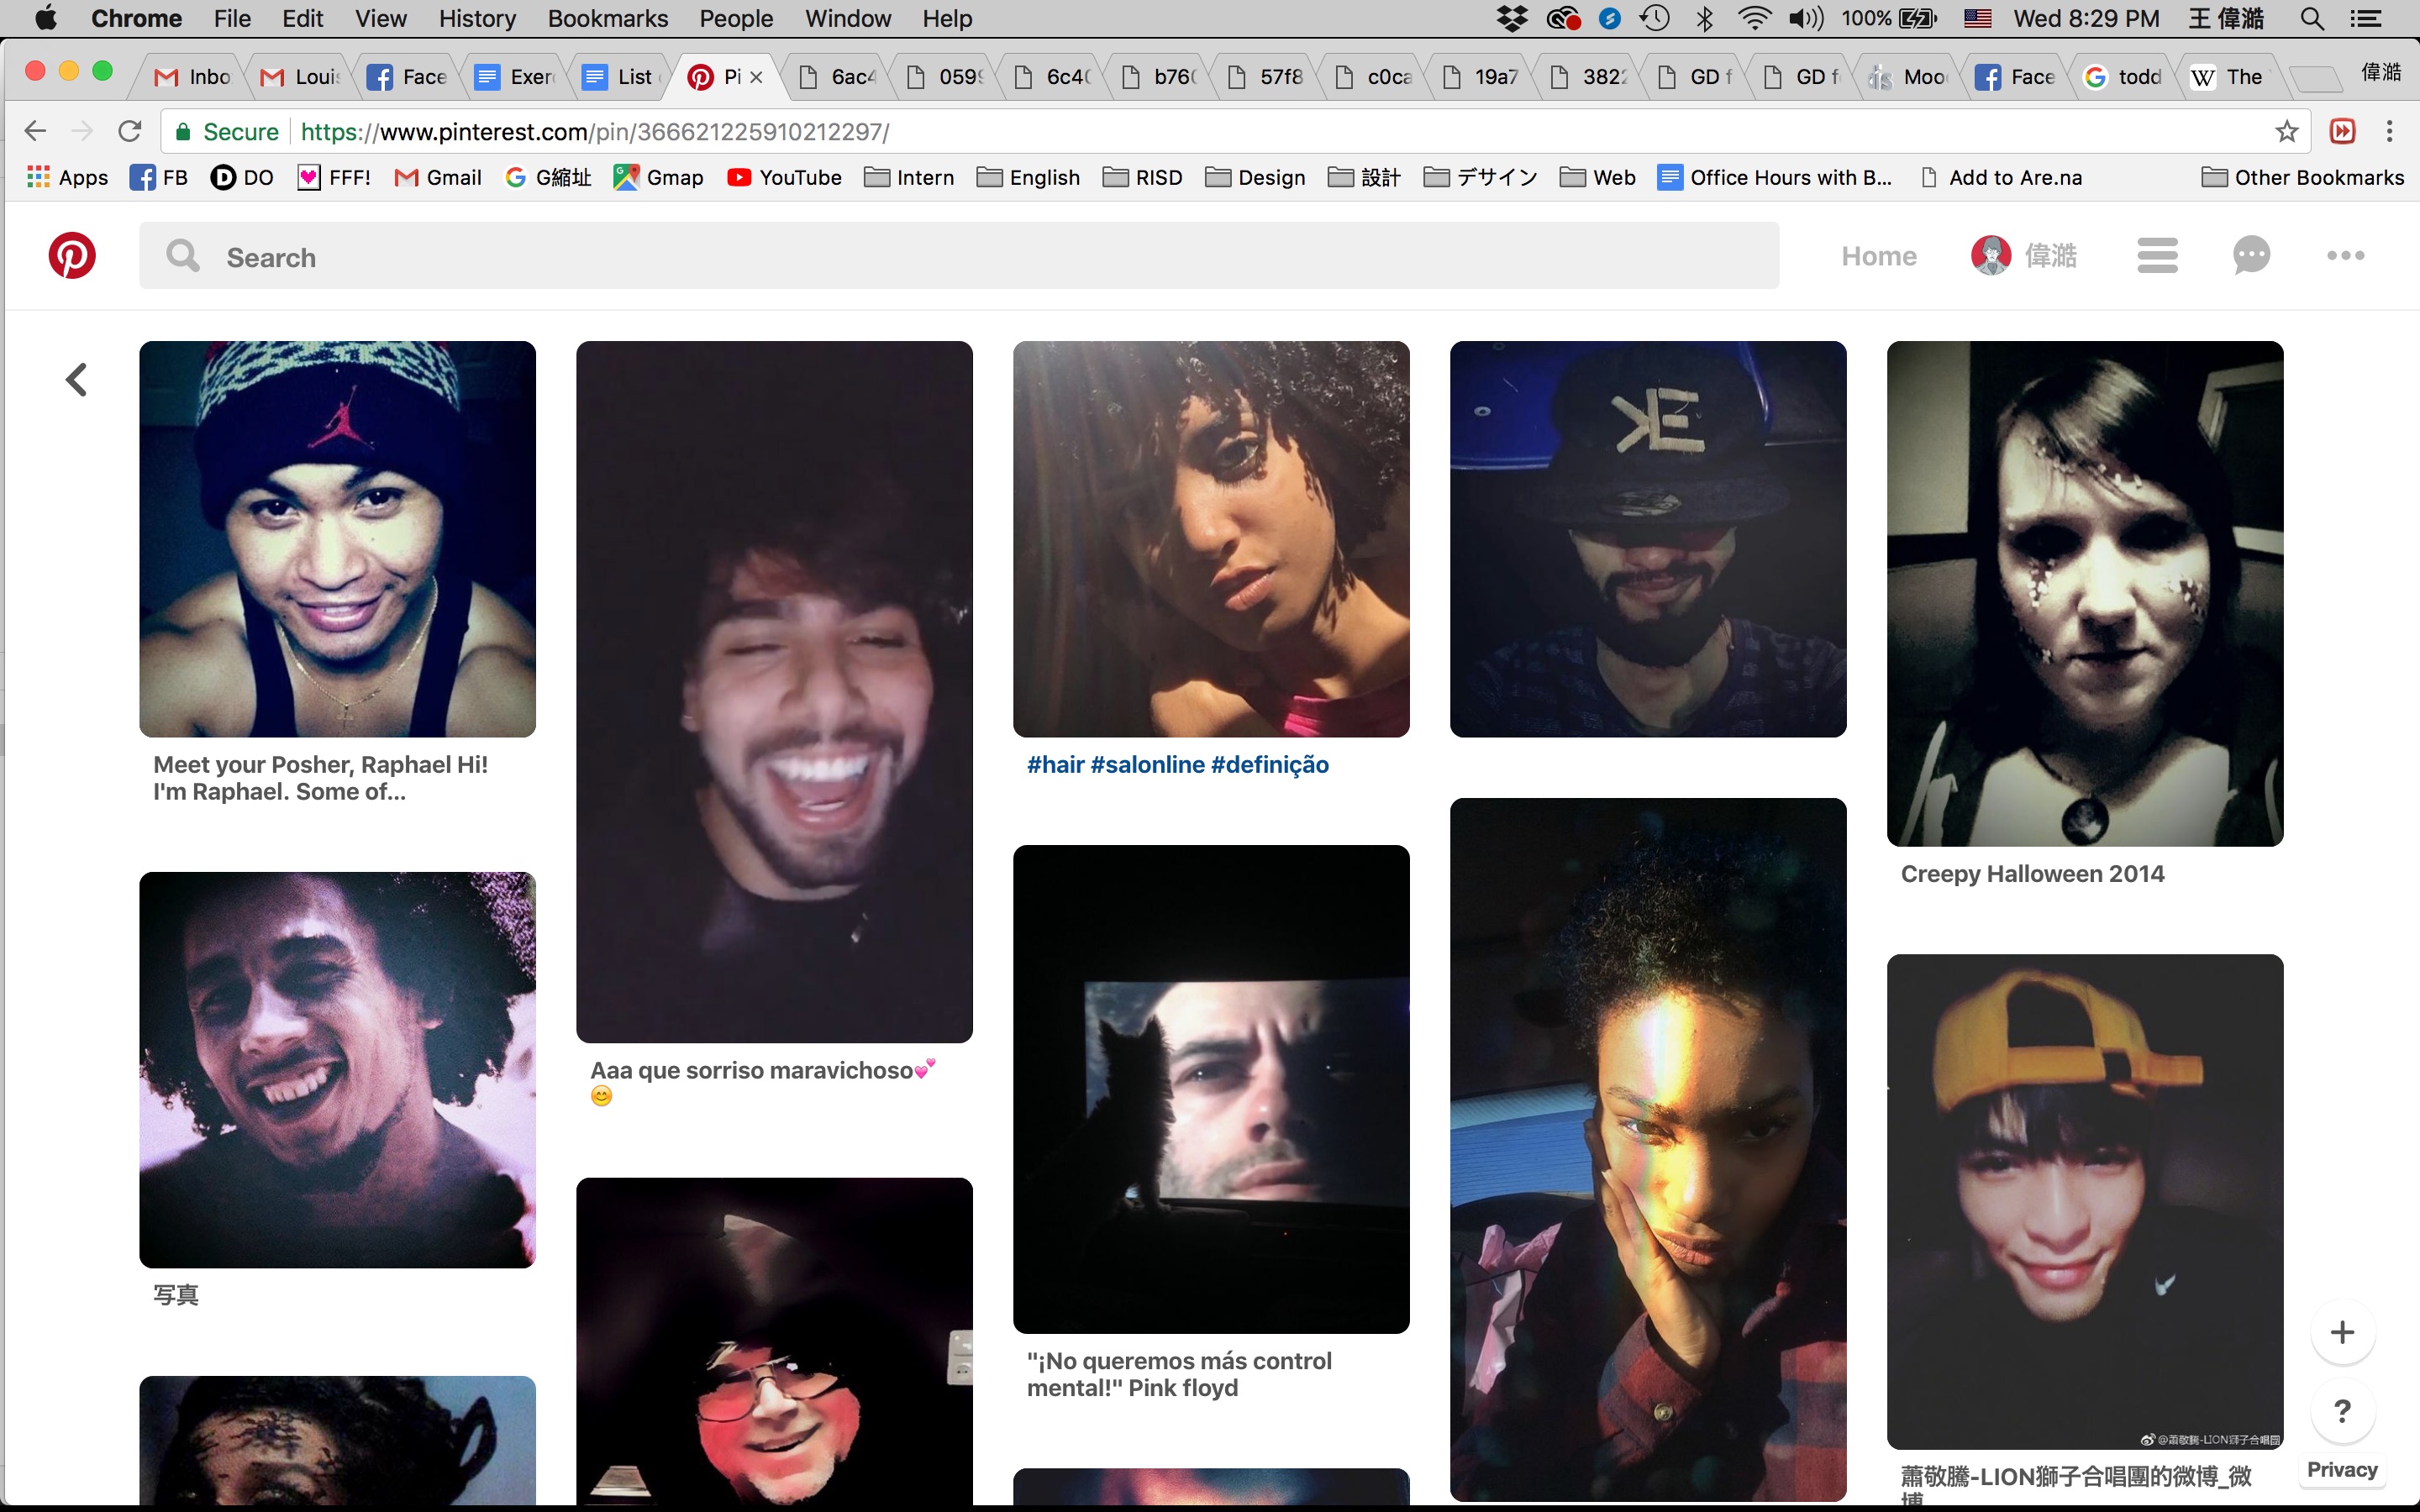 Chrome File Edit View History Bookmarks People Window Help 100% Wed 8:29 PM 王 偉澔
Inbo Louis Face Exer List Pi 6ac4 059 6c4 b76 57f8 c0ca 19a7 382 GD f GD f Moo Face todd The 偉澔
Secure https://www.pinterest.com/pin/366621225910212297/
Apps FB DO FFF! Gmail G縮址 Gmap YouTube Intern English RISD Design 設計 デサイン Web Office Hours with B... Add to Are.na Other Bookmarks
Search Home 偉澔
Meet your Posher, Raphael Hi!
I'm Raphael. Some of...
写真
Aaa que sorriso maravichoso💕
😊
#hair #salonline #definição
"¡No queremos más control
mental!" Pink floyd
Creepy Halloween 2014
@蕭敬騰-LION獅子合唱團
蕭敬騰-LION獅子合唱團的微博_微
博
+
?
Privacy